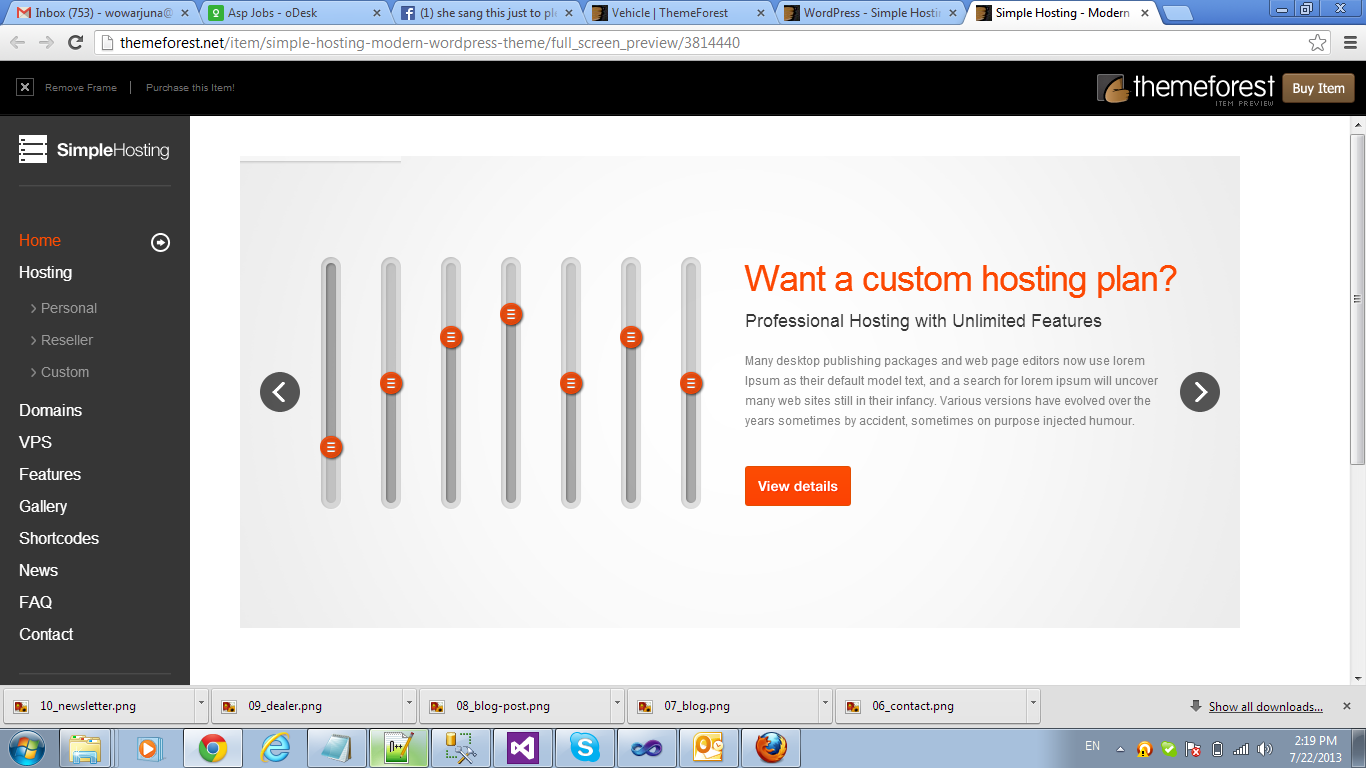 Inbox (753) - wowarjuna@
Asp Jobs - oDesk
(1) she sang this just to pl
Vehicle | ThemeForest
WordPress - Simple Hostin
Simple Hosting - Modern
themeforest.net/item/simple-hosting-modern-wordpress-theme/full_screen_preview/3814440
Remove Frame
Purchase this Item!
themeforest
ITEM PREVIEW
Buy Item
SimpleHosting
Home
Hosting
Personal
Reseller
Custom
Domains
VPS
Features
Gallery
Shortcodes
News
FAQ
Contact
Want a custom hosting plan?
Professional Hosting with Unlimited Features
Many desktop publishing packages and web page editors now use lorem
Ipsum as their default model text, and a search for lorem ipsum will uncover
many web sites still in their infancy. Various versions have evolved over the
years sometimes by accident, sometimes on purpose injected humour.
View details
10_newsletter.png
09_dealer.png
08_blog-post.png
07_blog.png
06_contact.png
Show all downloads...
EN
2:19 PM
7/22/2013